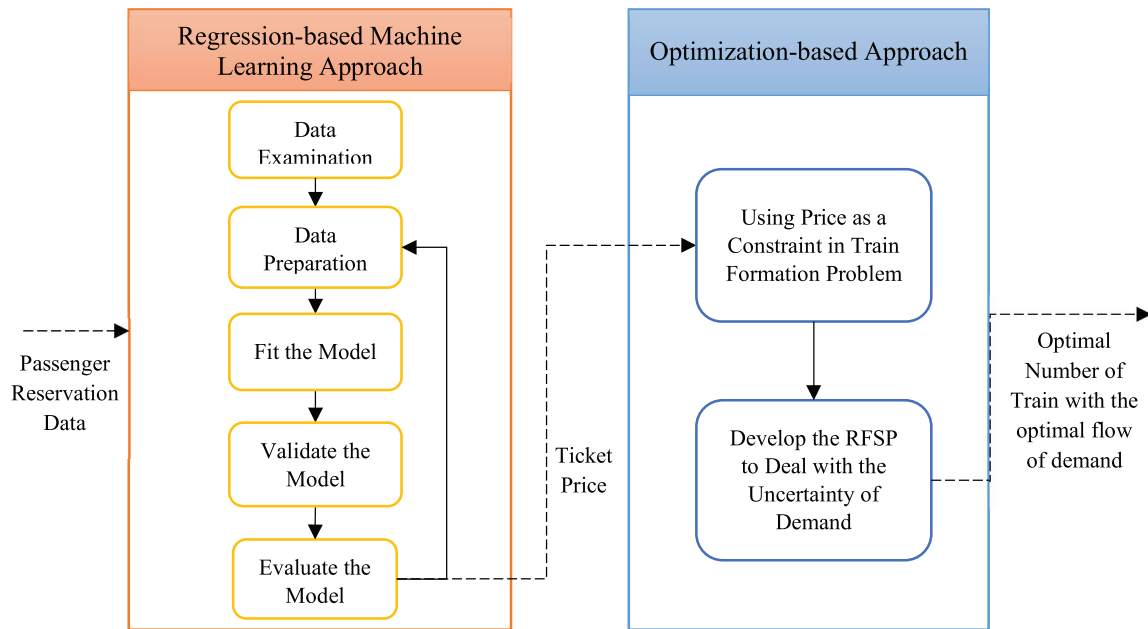 Regression-based Machine
Learning Approach
Data
Examination
Data
Preparation
Fit the Model
Validate the
Model
Evaluate the
Model
Passenger
Reservation
Data
Ticket
Price
Optimization-based Approach
Using Price as a
Constraint in Train
Formation Problem
Develop the RFSP
to Deal with the
Uncertainty of
Demand
Optimal
Number of
Train with the
optimal flow
of demand